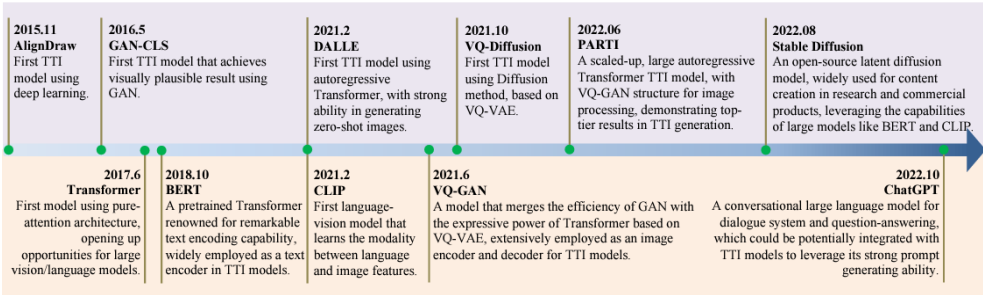 2015.11
AlignDraw
First TTI
model using
deep learning.
2016.5
GAN-CLS
First TTI model that achieves
visually plausible result using
GAN.
2021.2
DALLE
First TTI model using
autoregressive
Transformer, with strong
ability in generating
zero-shot images.
2021.10
VQ-Diffusion
First TTI model
using Diffusion
method, based on
VQ-VAE.
2022.06
PARTI
A scaled-up, large autoregressive
Transformer TTI model, with
VQ-GAN structure for image
processing, demonstrating top-
tier results in TTI generation.
2022.08
Stable Diffusion
An open-source latent diffusion
model, widely used for content
creation in research and commercial
products, leveraging the capabilities
of large models like BERT and CLIP.
2017.6
Transformer
First model using pure-
attention architecture,
opening up
opportunities for large
vision/language models.
2018.10
BERT
A pretrained Transformer
renowned for remarkable
text encoding capability,
widely employed as a text
encoder in TTI models.
2021.2
CLIP
First language-
vision model that
learns the modality
between language
and image features.
2021.6
VQ-GAN
A model that merges the efficiency of GAN with
the expressive power of Transformer based on
VQ-VAE, extensively employed as an image
encoder and decoder for TTI models.
2022.10
ChatGPT
A conversational large language model for
dialogue system and question-answering,
which could be potentially integrated with
TTI models to leverage its strong prompt
generating ability.